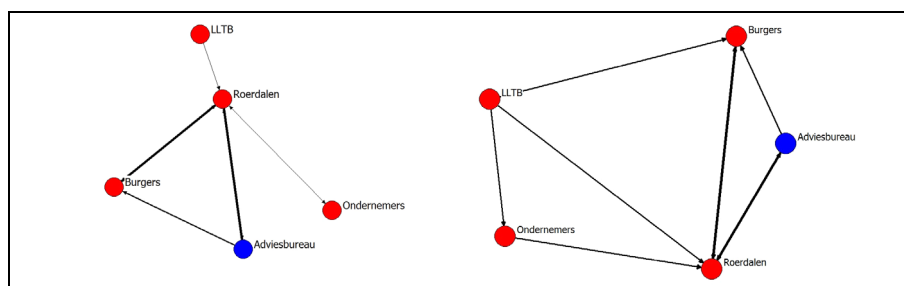 LLTB
Roerdalen
Burgers
Ondernemers
Adviesbureau
Burgers
LLTB
Adviesbureau
Ondernemers
Roerdalen